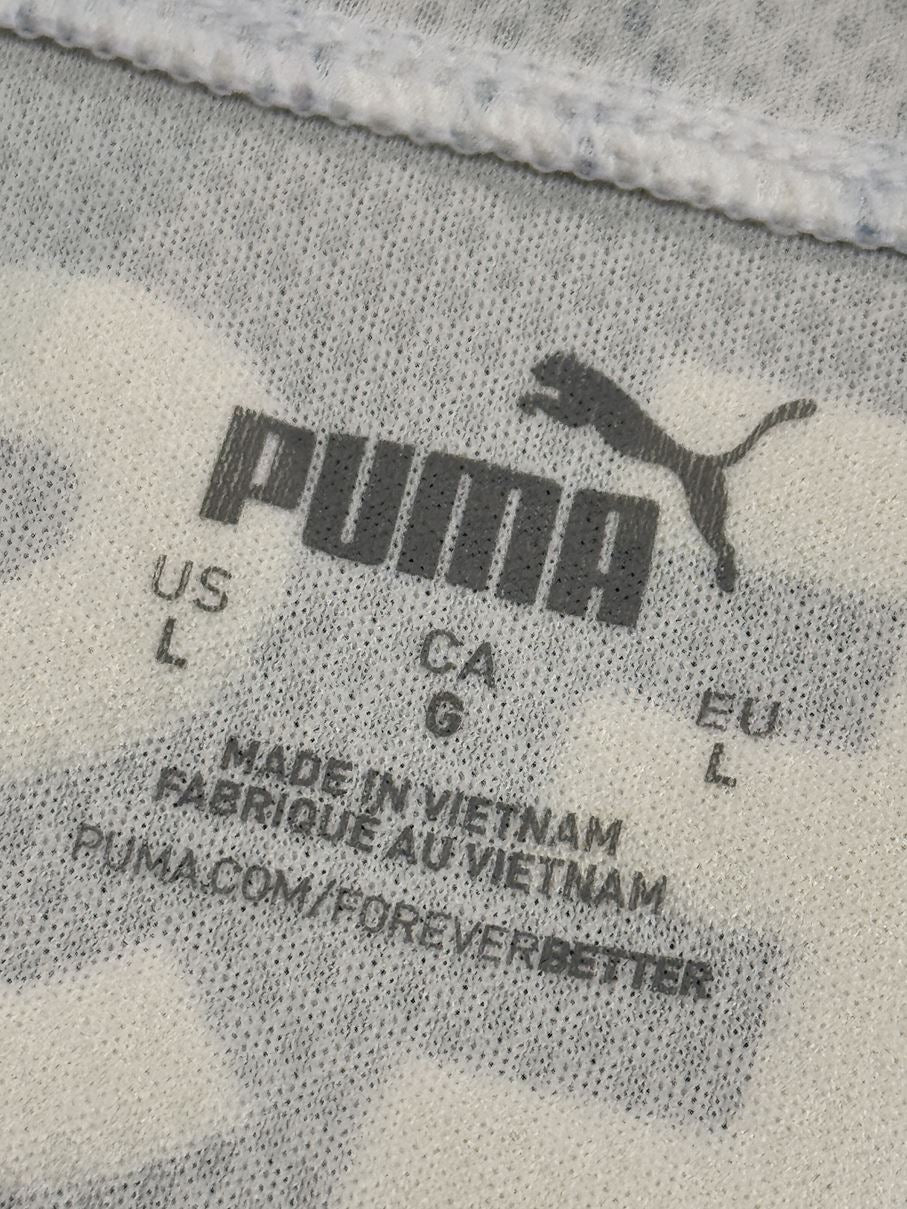 PUMA
US CA EU
L G L
MADE IN VIETNAM
FABRIQUÉ AU VIETNAM
PUMA.COM/FOREVERBETTER